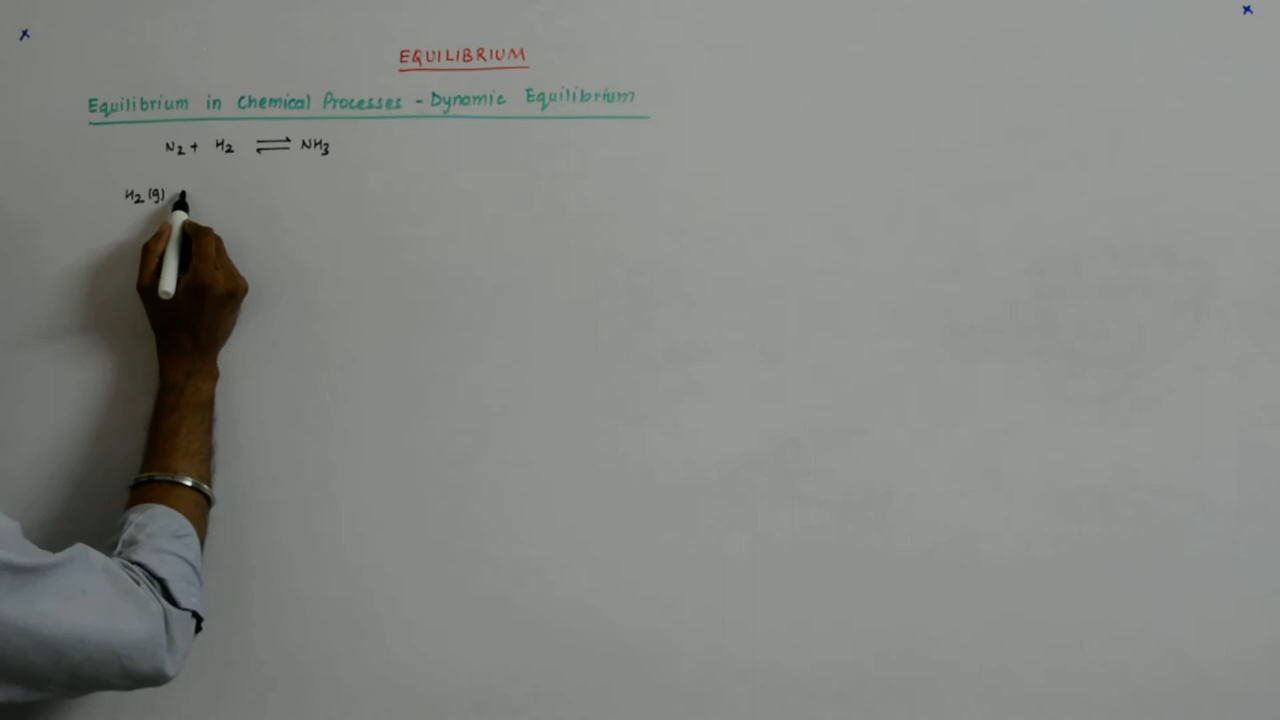 EQUILIBRIUM
Equilibrium in Chemical Processes - Dynamic Equilibrium
N₂ + H₂ ⇌ NH₃
H₂(g)